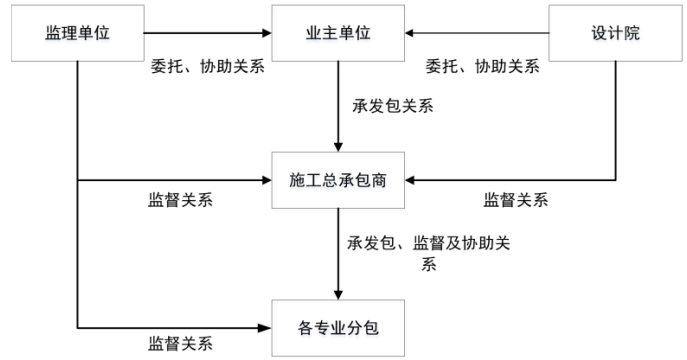 监理单位
业主单位
设计院
委托、协助关系
委托、协助关系
承发包关系
施工总承包商
监督关系
监督关系
承发包、监督及协助关
系
各专业分包
监督关系